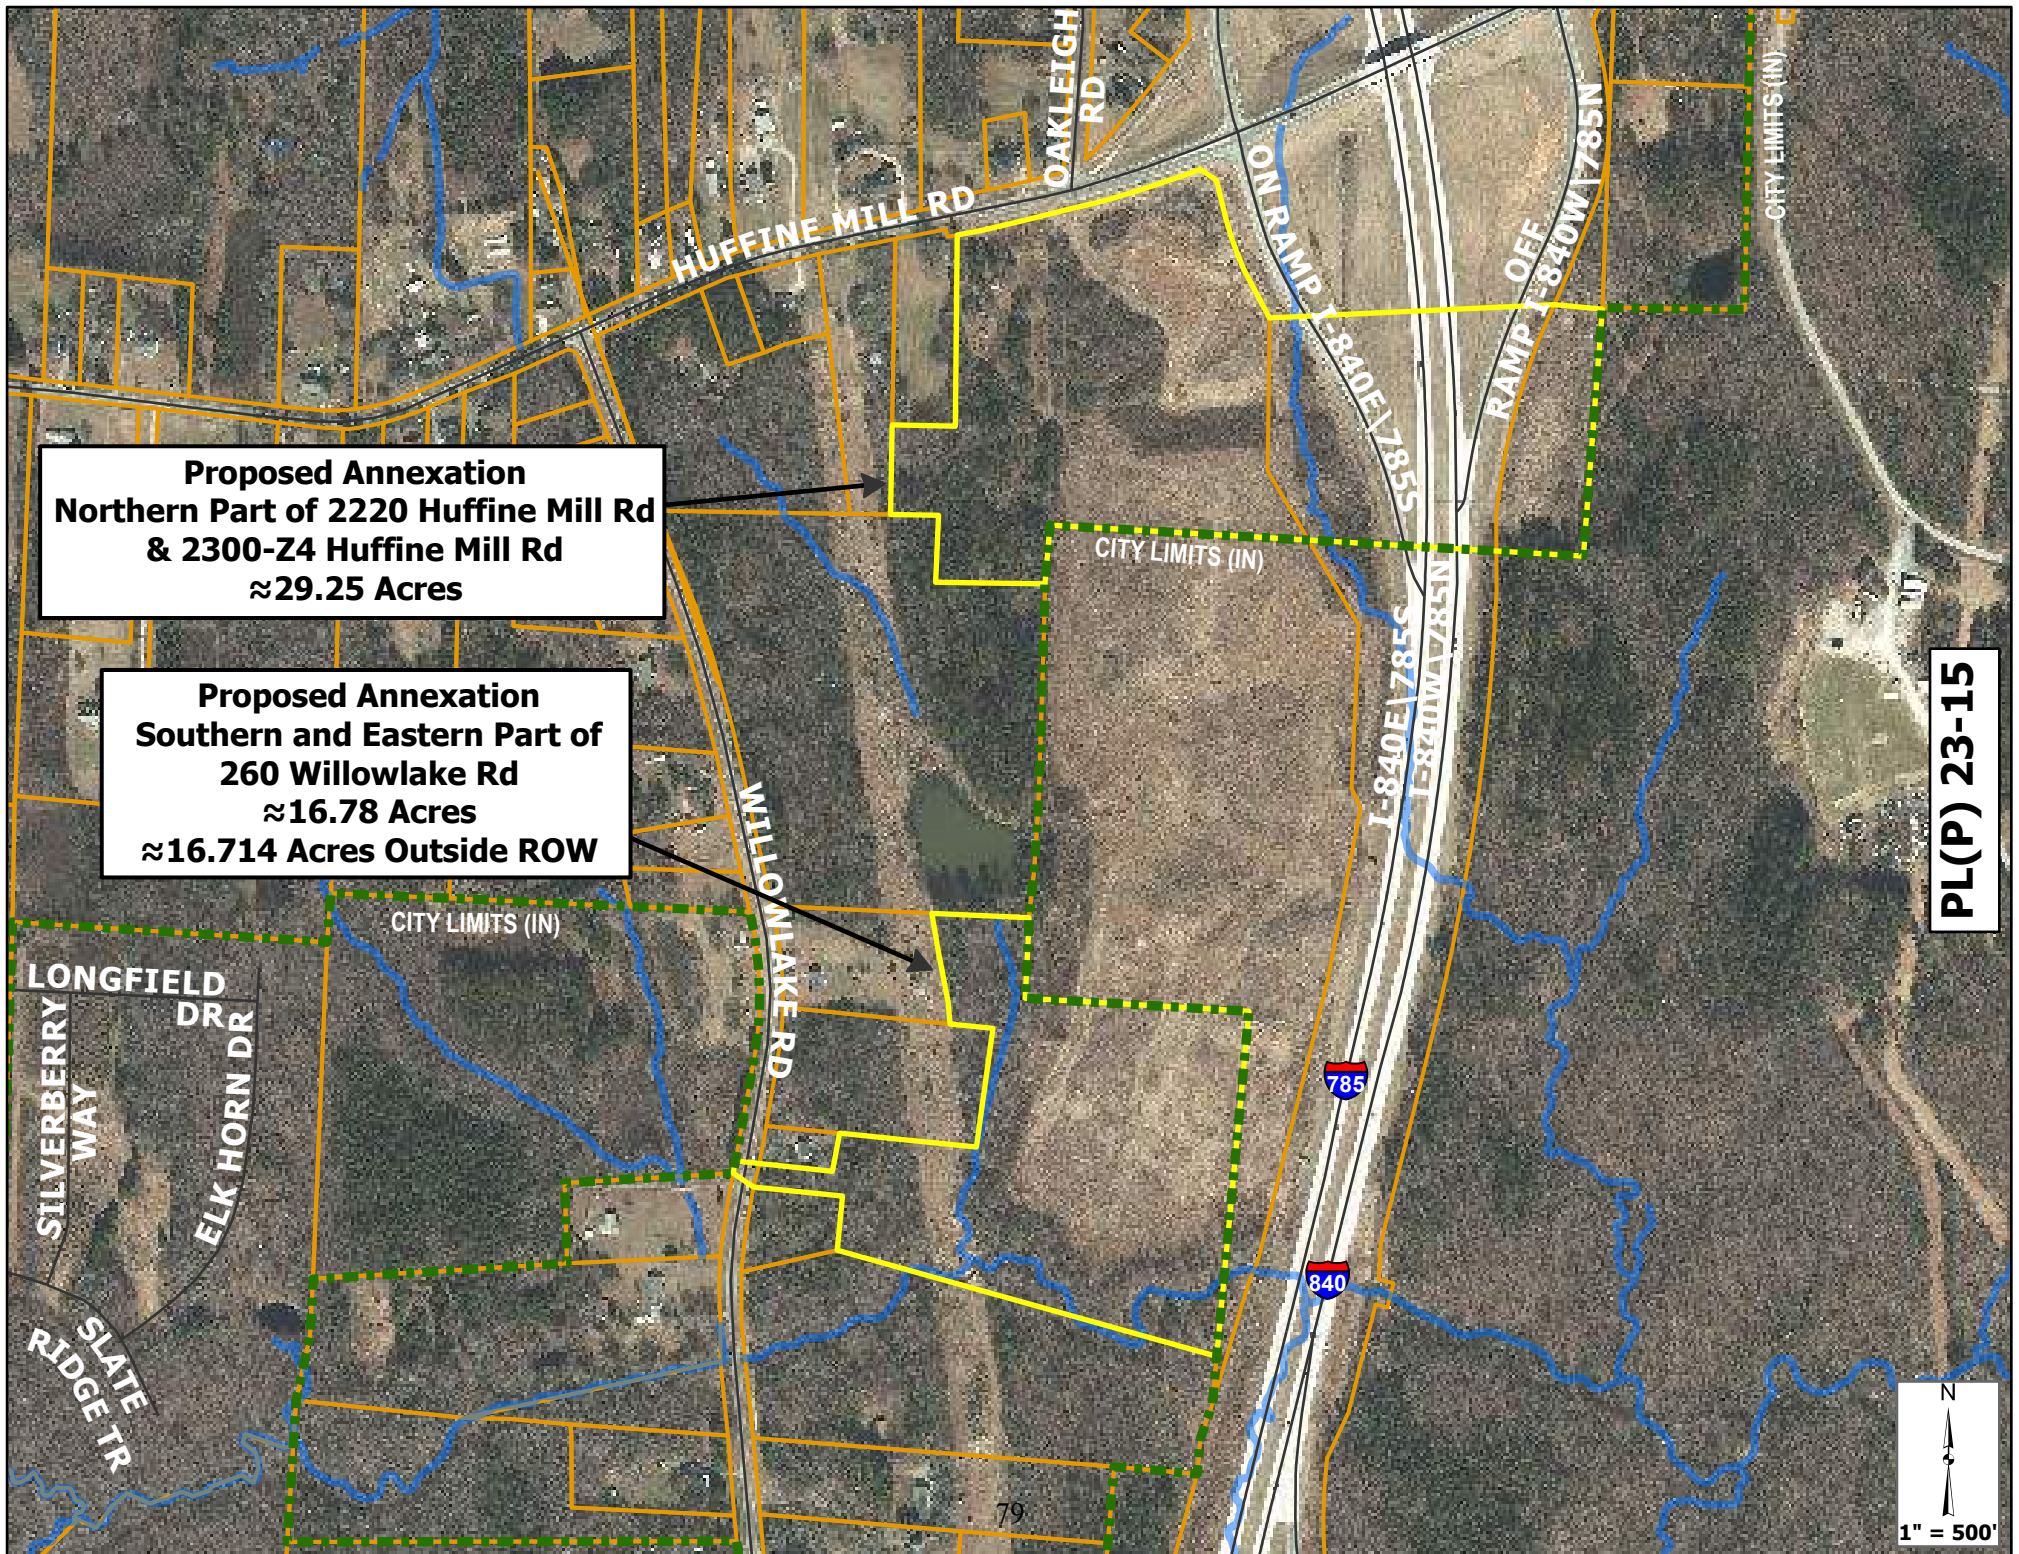 OAKLEIGH
RD
CITY LIMITS (IN)
HUFFINE MILL RD
ON RAMP I-840E\785S
OFF
RAMP I-840W\785N
Proposed Annexation
Northern Part of 2220 Huffine Mill Rd
& 2300-Z4 Huffine Mill Rd
≈29.25 Acres
CITY LIMITS (IN)
Proposed Annexation
Southern and Eastern Part of
260 Willowlake Rd
≈16.78 Acres
≈16.714 Acres Outside ROW
I-840E\785S
I-840W\785N
PL(P) 23-15
WILLOWLAKE RD
CITY LIMITS (IN)
LONGFIELD
DR
SILVERBERRY
WAY
ELK HORN DR
785
840
SLATE
RIDGE TR
79
N
1" = 500'